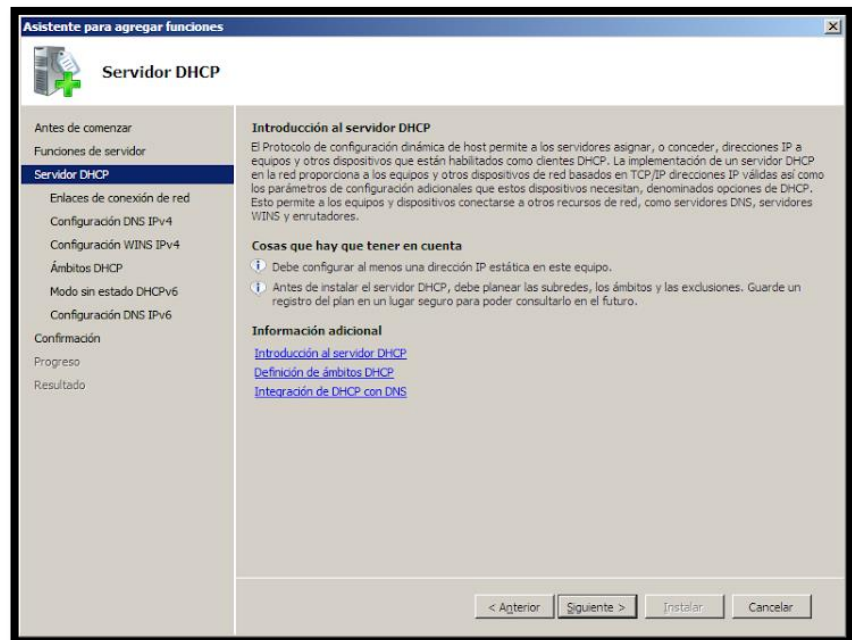 Asistente para agregar funciones
Servidor DHCP
Antes de comenzar
Funciones de servidor
Servidor DHCP
Enlaces de conexión de red
Configuración DNS IPv4
Configuración WINS IPv4
Ámbitos DHCP
Modo sin estado DHCPv6
Configuración DNS IPv6
Confirmación
Progreso
Resultado
Introducción al servidor DHCP
El Protocolo de configuración dinámica de host permite a los servidores asignar, o conceder, direcciones IP a
equipos y otros dispositivos que están habilitados como clientes DHCP. La implementación de un servidor DHCP
en la red proporciona a los equipos y otros dispositivos de red basados en TCP/IP direcciones IP válidas así como
los parámetros de configuración adicionales que estos dispositivos necesitan, denominados opciones de DHCP.
Esto permite a los equipos y dispositivos conectarse a otros recursos de red, como servidores DNS, servidores
WINS y enrutadores.
Cosas que hay que tener en cuenta
Debe configurar al menos una dirección IP estática en este equipo.
Antes de instalar el servidor DHCP, debe planear las subredes, los ámbitos y las exclusiones. Guarde un
registro del plan en un lugar seguro para poder consultarlo en el futuro.
Información adicional
Introducción al servidor DHCP
Definición de ámbitos DHCP
Integración de DHCP con DNS
< Anterior
Siguiente >
Instalar
Cancelar